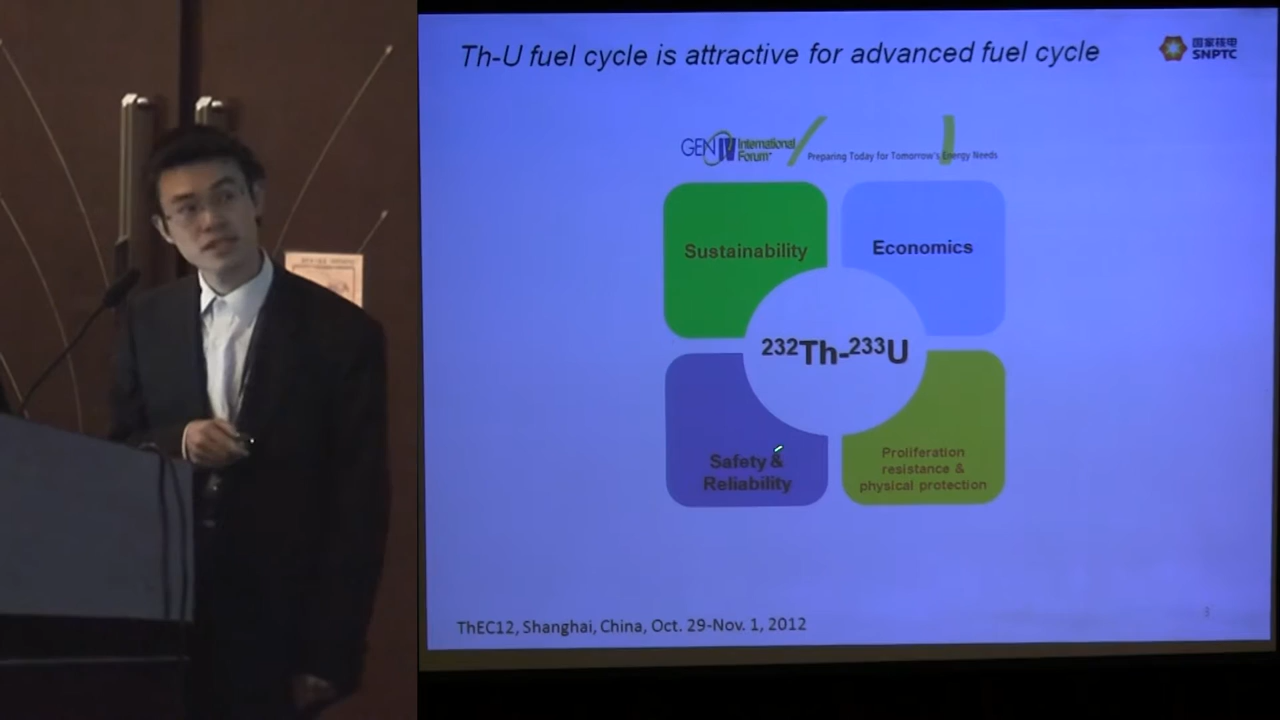 Th-U fuel cycle is attractive for advanced fuel cycle
国家核电
SNPTC
GEN IV International
Forum™
Preparing Today for Tomorrow's Energy Needs
Sustainability
Economics
²³²Th-²³³U
Safety &
Reliability
Proliferation
resistance &
physical protection
ThEC12, Shanghai, China, Oct. 29-Nov. 1, 2012
3